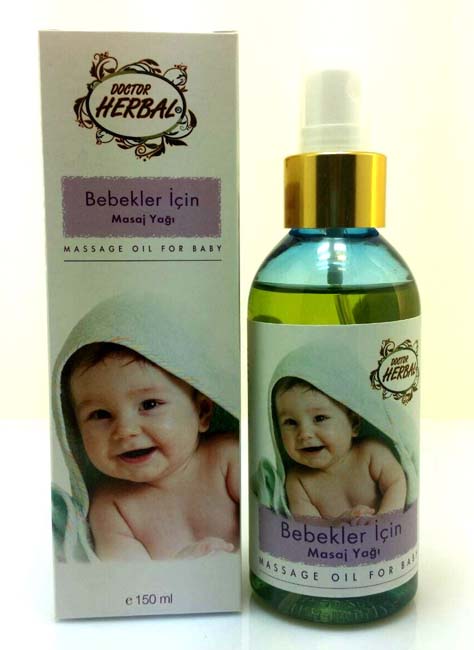 DOCTOR
HERBAL®
Bebekler İçin
Masaj Yağı
MASSAGE OIL FOR BABY
e 150 ml
DOCTOR
HERBAL
Bebekler İçin
Masaj Yağı
MASSAGE OIL FOR BABY